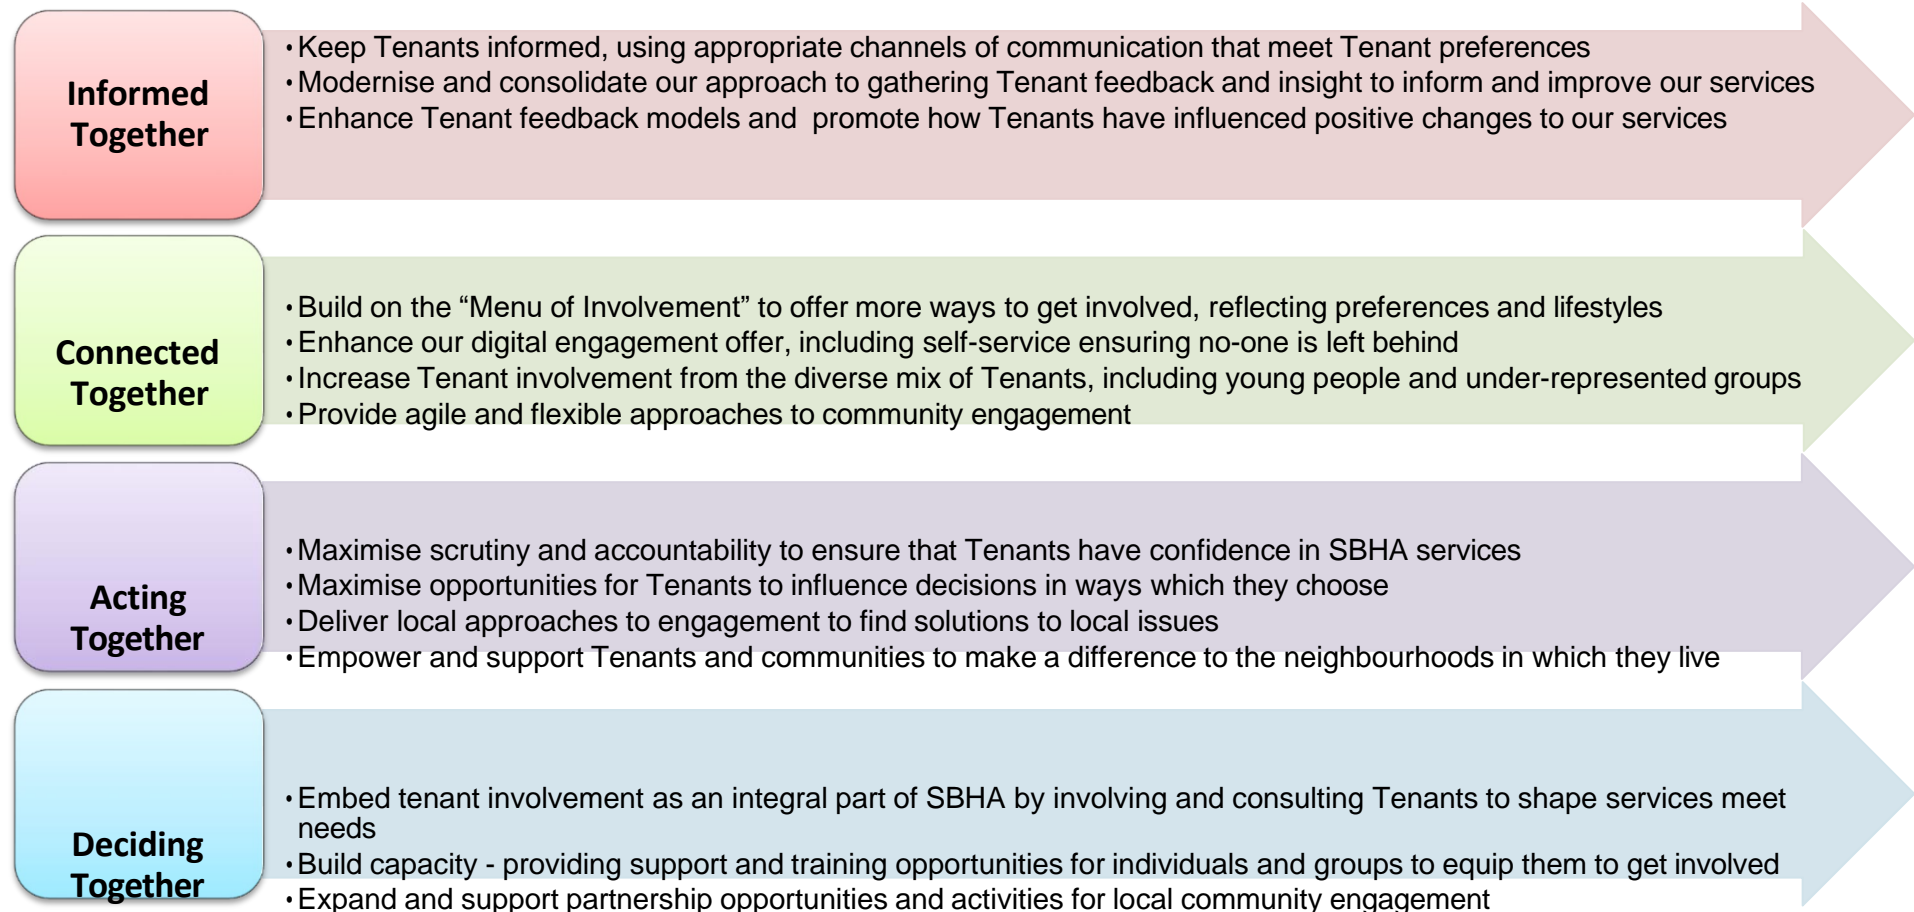 Informed
Together
•Keep Tenants informed, using appropriate channels of communication that meet Tenant preferences
•Modernise and consolidate our approach to gathering Tenant feedback and insight to inform and improve our services
•Enhance Tenant feedback models and  promote how Tenants have influenced positive changes to our services
Connected
Together
•Build on the “Menu of Involvement” to offer more ways to get involved, reflecting preferences and lifestyles
•Enhance our digital engagement offer, including self-service ensuring no-one is left behind
•Increase Tenant involvement from the diverse mix of Tenants, including young people and under-represented groups
•Provide agile and flexible approaches to community engagement
Acting
Together
•Maximise scrutiny and accountability to ensure that Tenants have confidence in SBHA services
•Maximise opportunities for Tenants to influence decisions in ways which they choose
•Deliver local approaches to engagement to find solutions to local issues
•Empower and support Tenants and communities to make a difference to the neighbourhoods in which they live
Deciding
Together
•Embed tenant involvement as an integral part of SBHA by involving and consulting Tenants to shape services meet
needs
•Build capacity - providing support and training opportunities for individuals and groups to equip them to get involved
•Expand and support partnership opportunities and activities for local community engagement